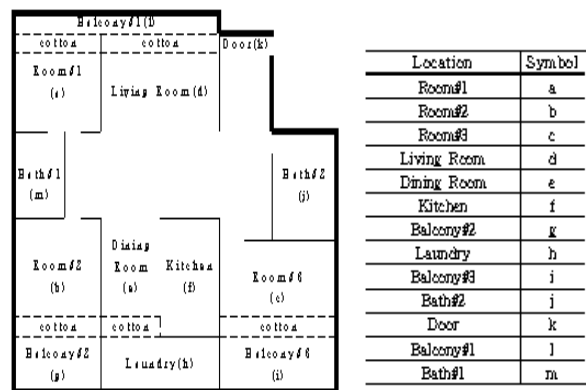 Balcony#1(l)
cotton cotton Door(k)
Room#1 Living Room(d)
(a)
Bath#1 Bath#2
(m) (j)
Dining
Room#2 Room Kitchen Room#3
(b) (e) (f) (c)
cotton cotton cotton
Balcony#2 Laundry(h) Balcony#3
(g) (i)
Location Symbol
Room#1 a
Room#2 b
Room#3 c
Living Room d
Dining Room e
Kitchen f
Balcony#2 g
Laundry h
Balcony#3 i
Bath#2 j
Door k
Balcony#1 l
Bath#1 m